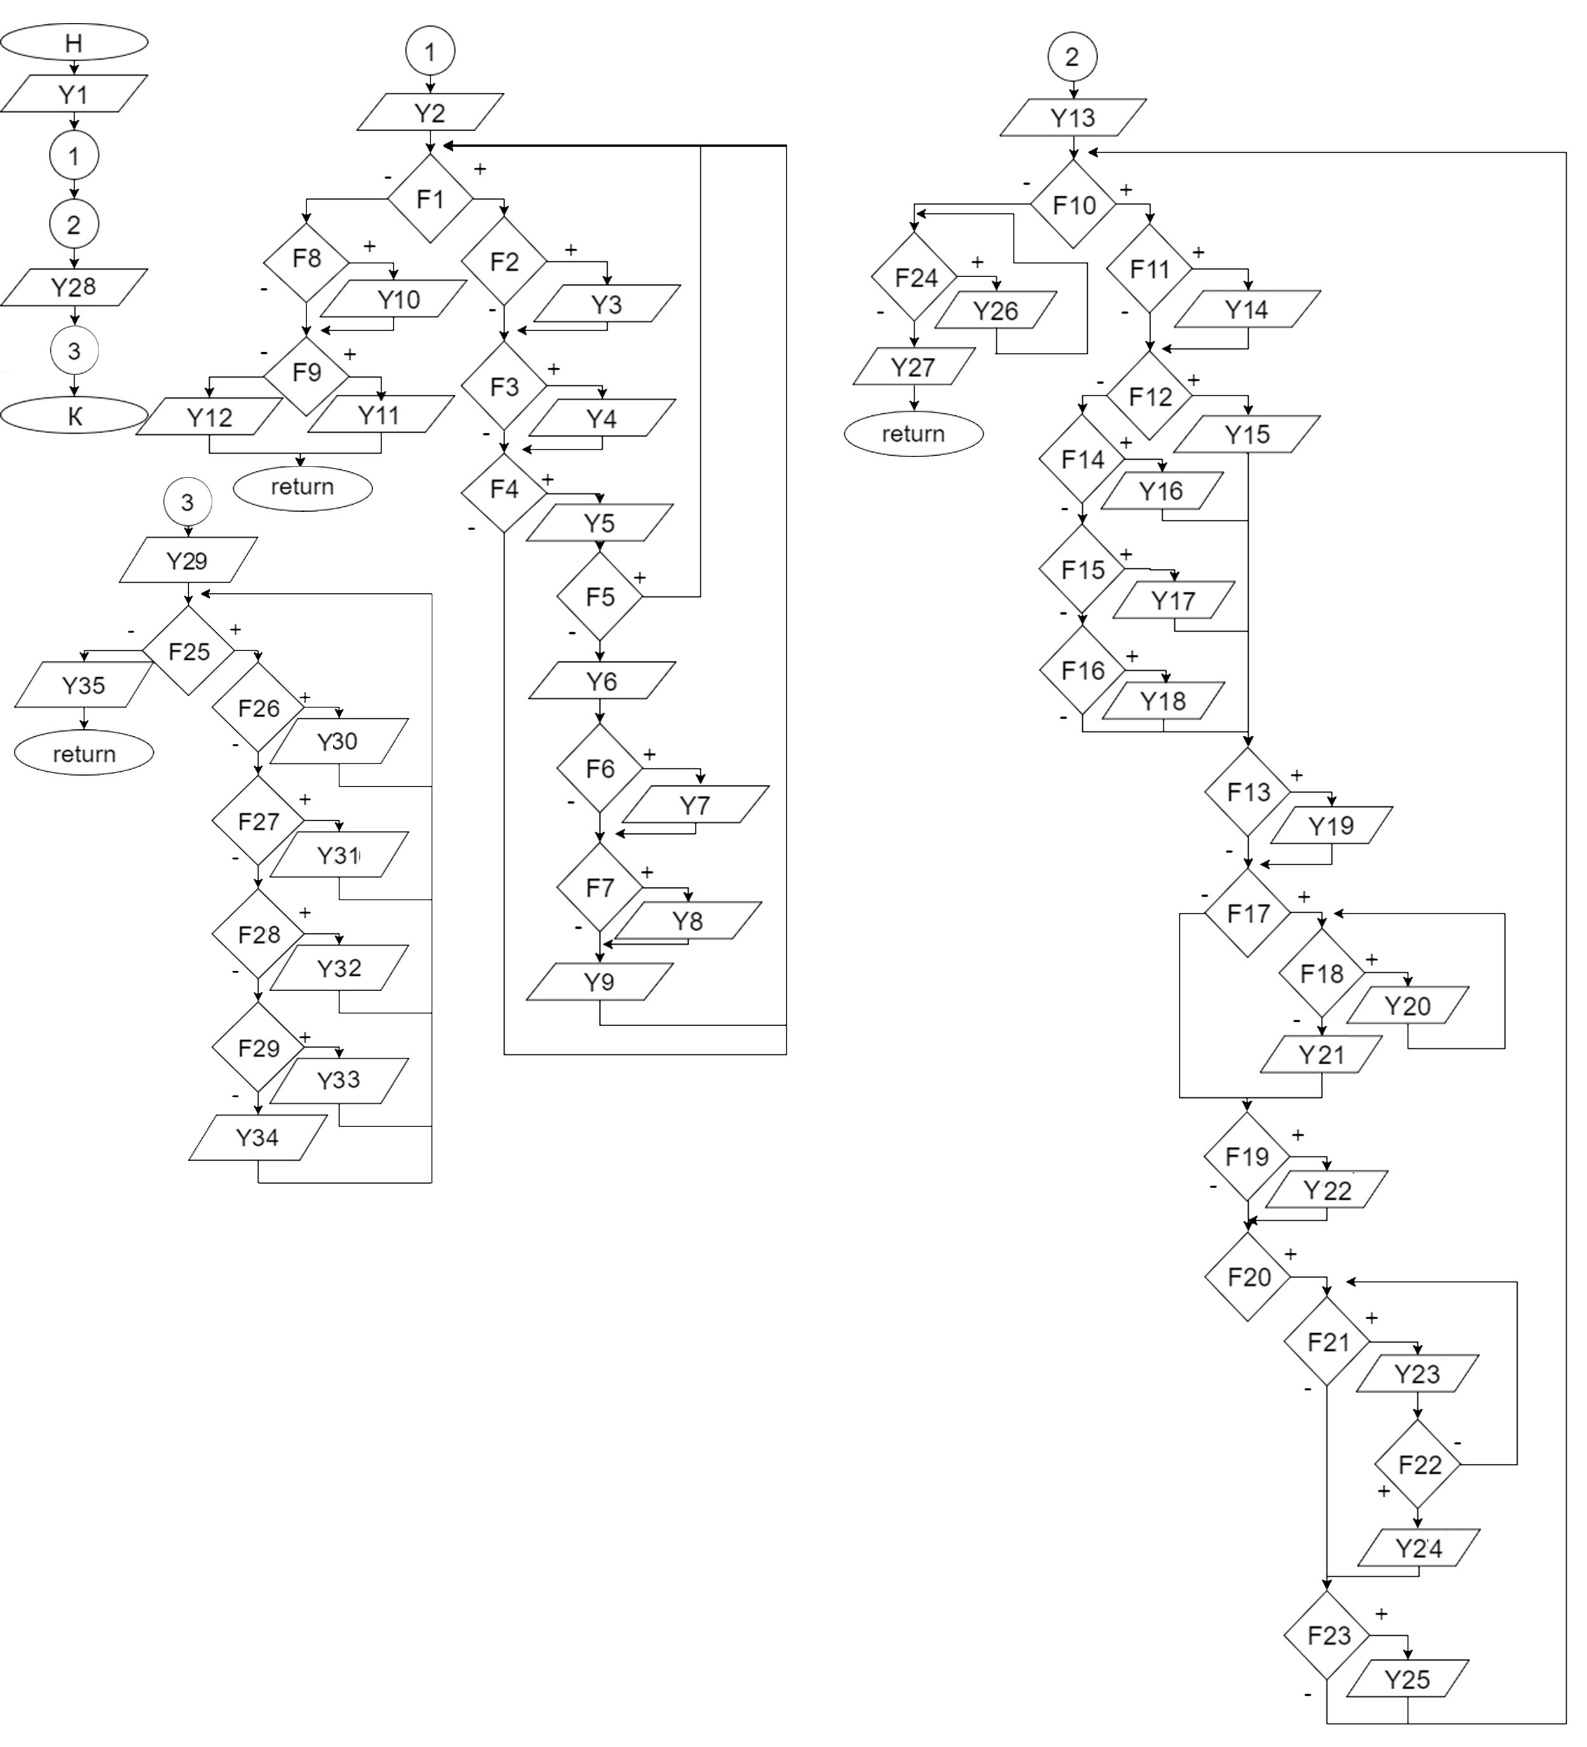 Н
Y1
1
2
Y28
3
К
1
Y2
F1
-
+
F8
+
-
Y10
F9
-
+
Y12
Y11
return
F2
+
-
Y3
F3
+
-
Y4
F4
+
-
Y5
F5
+
-
Y6
F6
+
-
Y7
F7
+
-
Y8
Y9
3
Y29
F25
-
+
Y35
return
F26
+
-
Y30
F27
+
-
Y31
F28
+
-
Y32
F29
+
-
Y33
Y34
2
Y13
F10
-
+
F24
+
-
Y26
Y27
return
F11
+
-
Y14
F12
-
+
Y15
F14
+
-
Y16
F15
+
-
Y17
F16
+
-
Y18
F13
+
-
Y19
F17
-
+
F18
+
-
Y20
Y21
F19
+
-
Y22
F20
+
F21
+
-
Y23
F22
-
+
Y24
F23
+
-
Y25